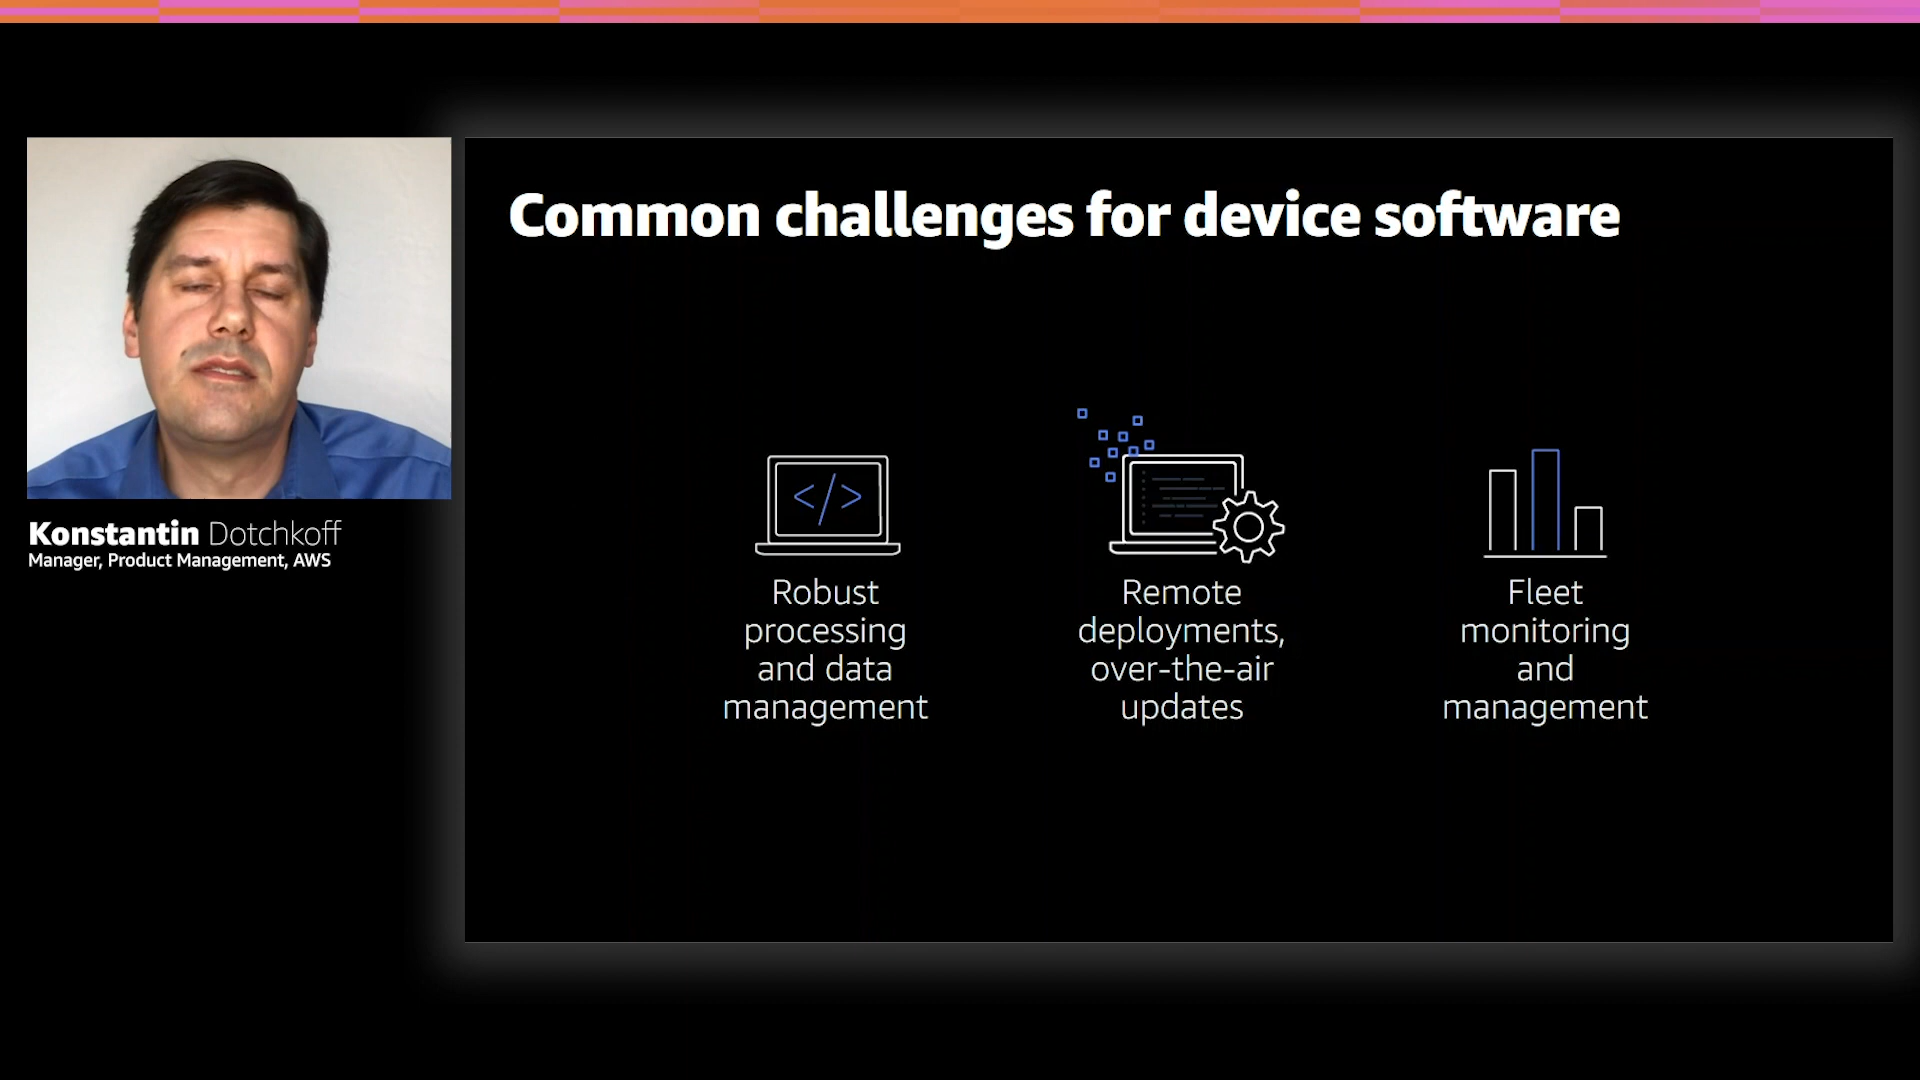 Common challenges for device software
Konstantin Dotchkoff
Manager, Product Management, AWS
</>
Robust
processing
and data
management
Remote
deployments,
over-the-air
updates
Fleet
monitoring
and
management